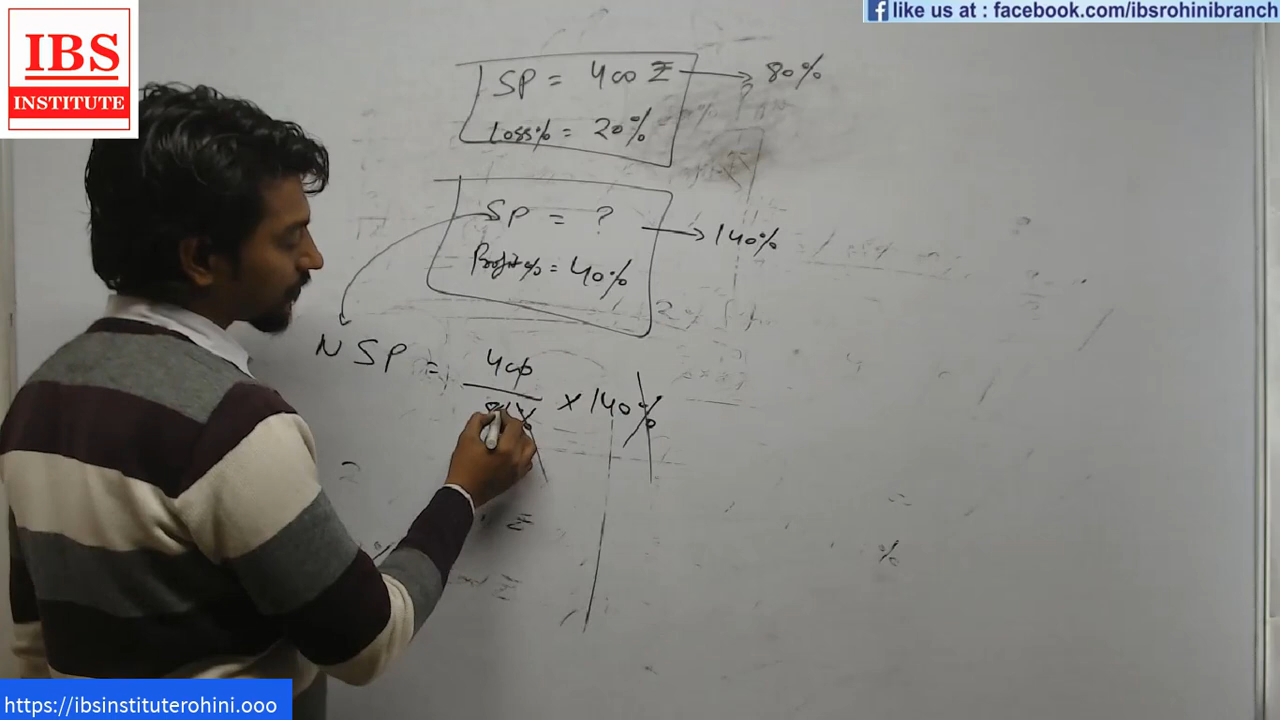 like us at : facebook.com/ibsrohinibranch
IBS
INSTITUTE
SP = 400 ₹ → 80%
Loss% = 20%
SP = ? → 140%
Profit% = 40%
NSP = 400 / × 140%
https://ibsinstituterohini.ooo